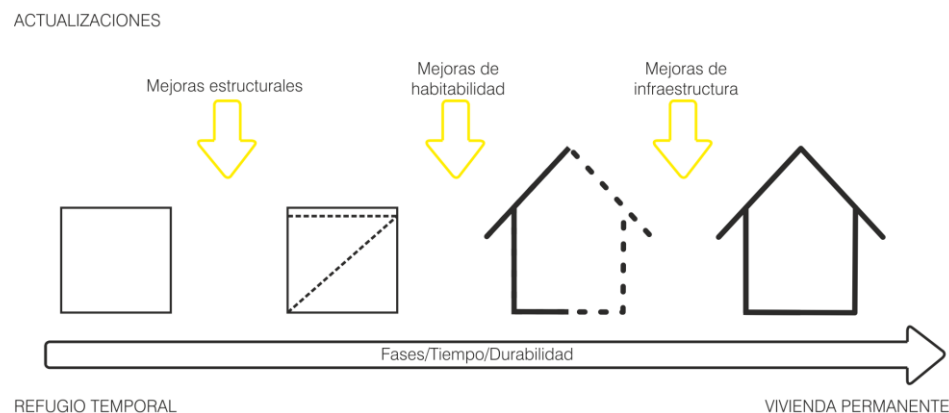 ACTUALIZACIONES
Mejoras estructurales
Mejoras de
habitabilidad
Mejoras de
infraestructura
Fases/Tiempo/Durabilidad
REFUGIO TEMPORAL
VIVIENDA PERMANENTE